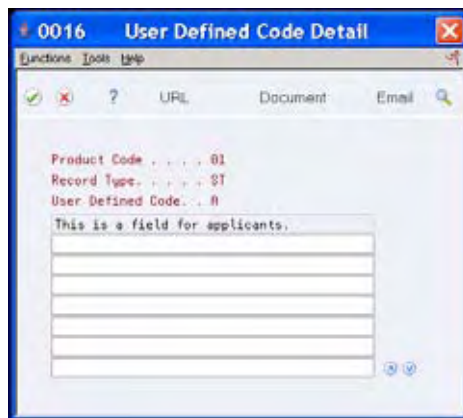 0016 User Defined Code Detail
Functions Tools Help
? URL Document Email
Product Code . . . . 01
Record Type. . . . . ST
User Defined Code. . A
This is a field for applicants.